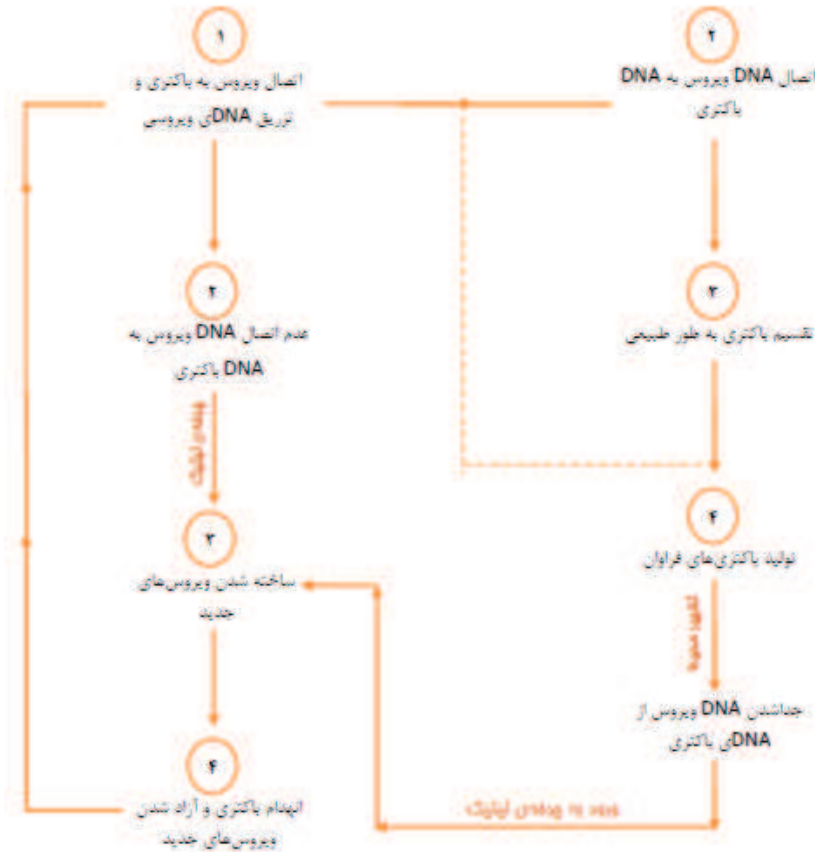 ۱
اتصال ویروس به باکتری و
تزریق DNAی ویروسی
۲
اتصال DNA ویروس به DNA
باکتری
۲
عدم اتصال DNA ویروس به
DNA باکتری
چرخه‌ی لیتیک
۳
تقسیم باکتری به طور طبیعی
۳
ساخته شدن ویروس‌های
جدید
۴
تولید باکتری‌های فراوان
تغییر محیط
جداشدن DNA ویروس از
DNAی باکتری
ورود به چرخه‌ی لیتیک
۴
انهدام باکتری و آزاد شدن
ویروس‌های جدید